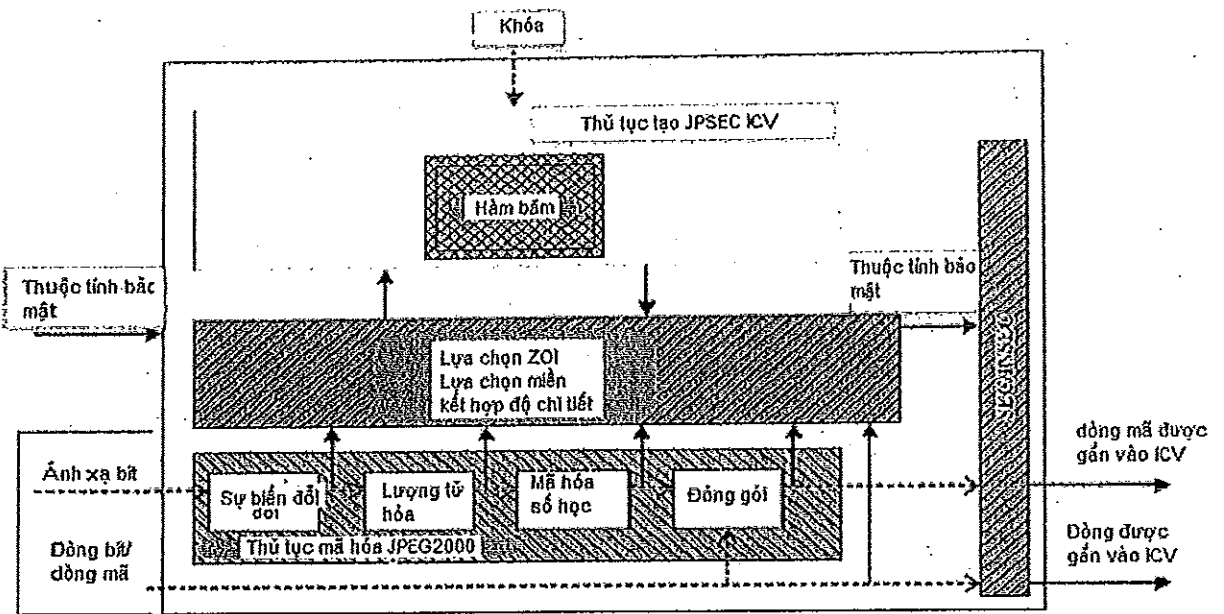 Khóa
Thủ tục tạo JPSEC ICV
Hàm băm
Thuộc tính bảo
mật
Thuộc tính bảo
mật
Lựa chọn ZOI
Lựa chọn miền
kết hợp độ chi tiết
Ánh xạ bít
Sự biến đổi
Lượng tử
hóa
Mã hóa
số học
Đóng gói
Thủ tục mã hóa JPEG2000
Dòng bít/
dòng mã
dòng mã được
gắn vào ICV
Dòng được
gắn vào ICV